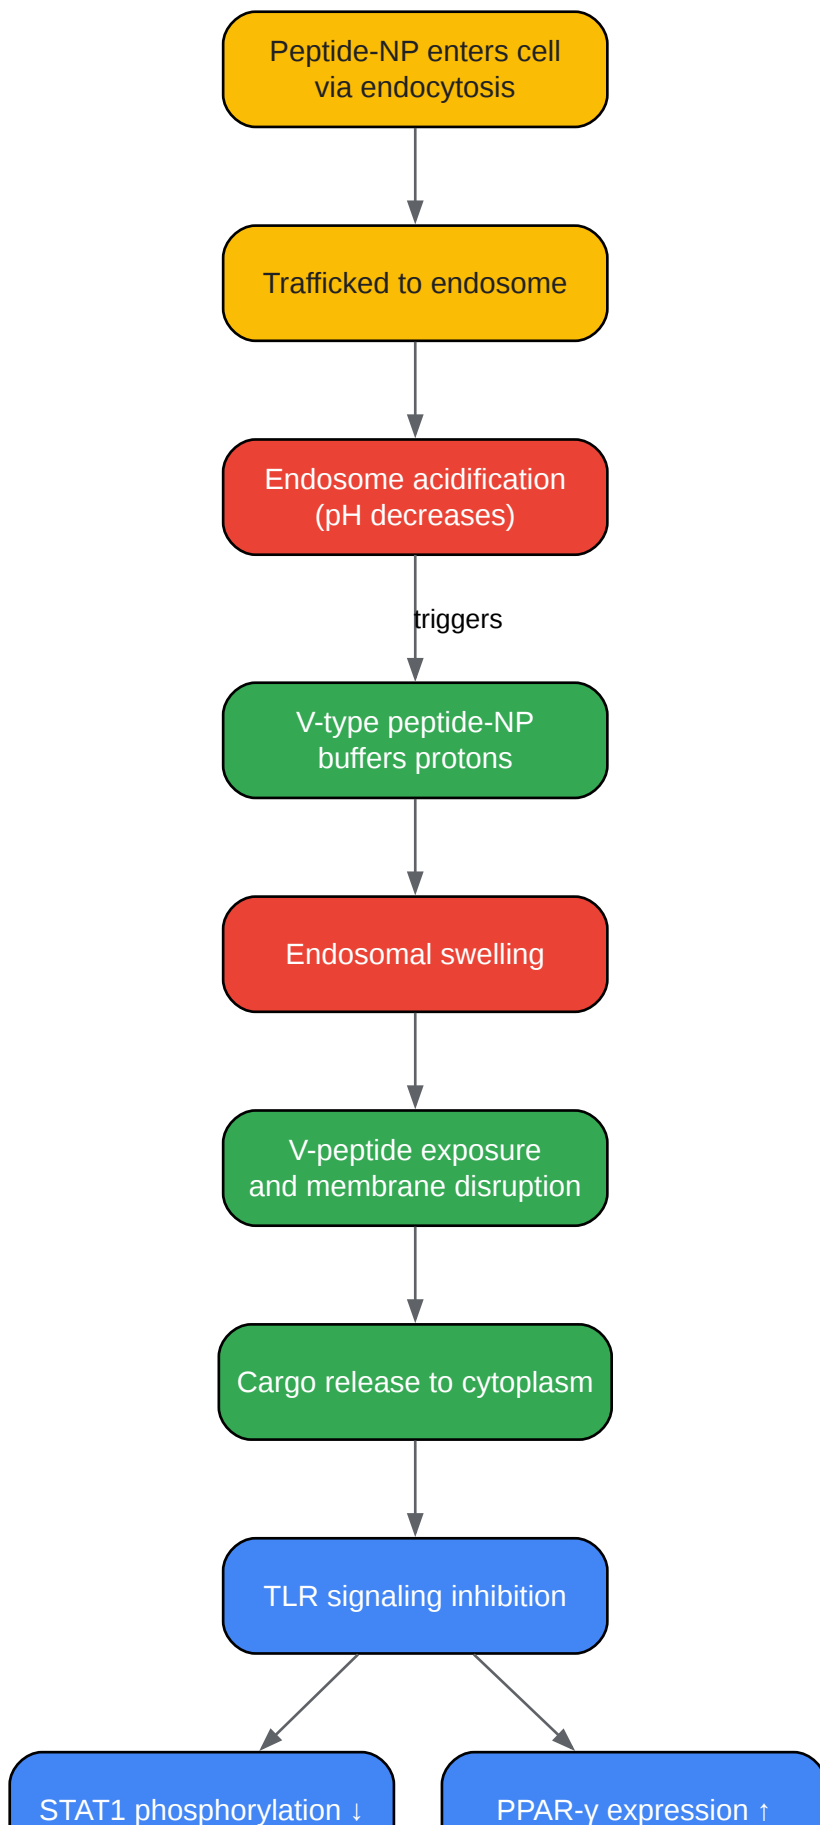 Peptide-NP enters cell
via endocytosis
Trafficked to endosome
Endosome acidification
(pH decreases)
triggers
V-type peptide-NP
buffers protons
Endosomal swelling
V-peptide exposure
and membrane disruption
Cargo release to cytoplasm
TLR signaling inhibition
STAT1 phosphorylation ↓
PPAR-γ expression ↑